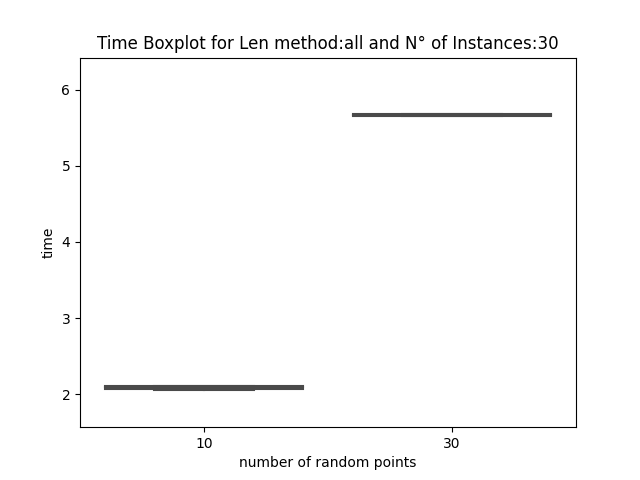 Time Boxplot for Len method:all and N° of Instances:30
6
5
4
3
2
time
10 30
number of random points